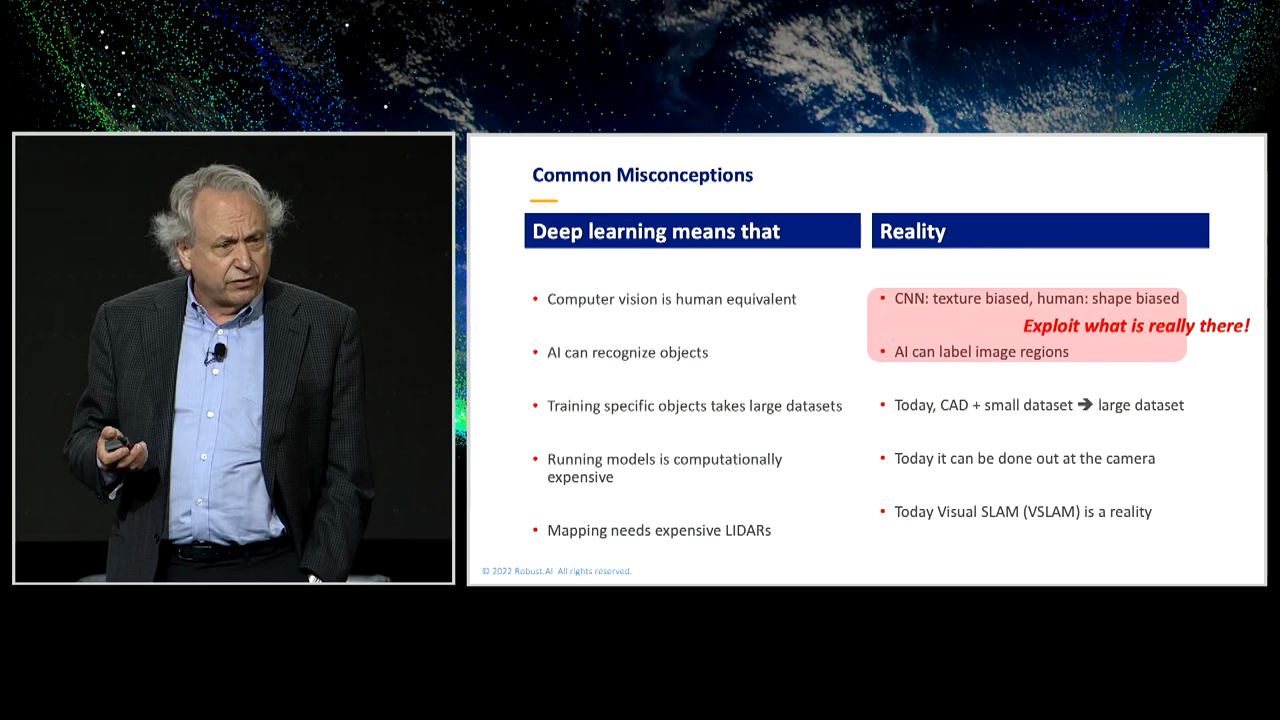 Common Misconceptions
Deep learning means that
Reality
• Computer vision is human equivalent
• AI can recognize objects
• Training specific objects takes large datasets
• Running models is computationally
expensive
• Mapping needs expensive LIDARs
• CNN: texture biased, human: shape biased
Exploit what is really there!
• AI can label image regions
• Today, CAD + small dataset ➔ large dataset
• Today it can be done out at the camera
• Today Visual SLAM (VSLAM) is a reality
© 2022 Robust.AI All rights reserved.